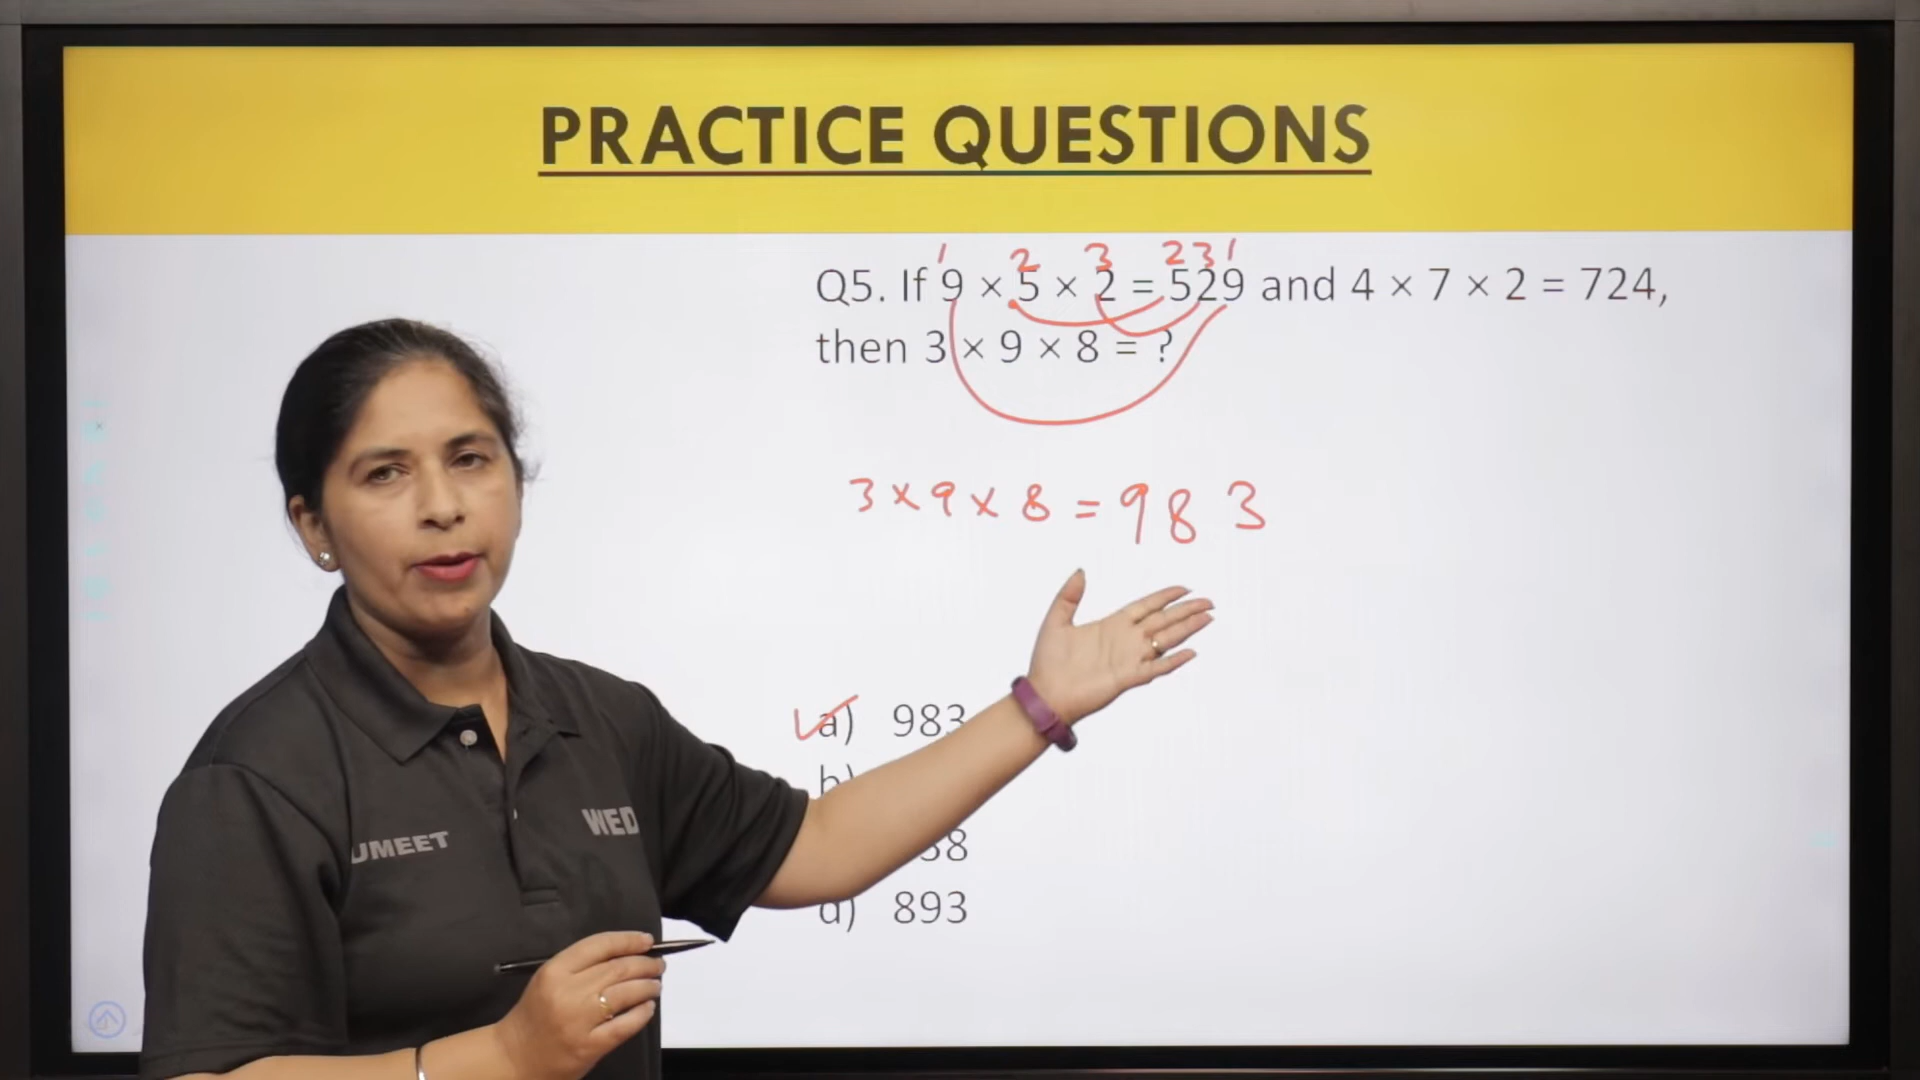 PRACTICE QUESTIONS
1 2 3 2 3 1
Q5. If 9 × 5 × 2 = 529 and 4 × 7 × 2 = 724,
then 3 × 9 × 8 = ?
3 × 9 × 8 = 983
a) 983
b)
38
d) 893
UMEET
WED